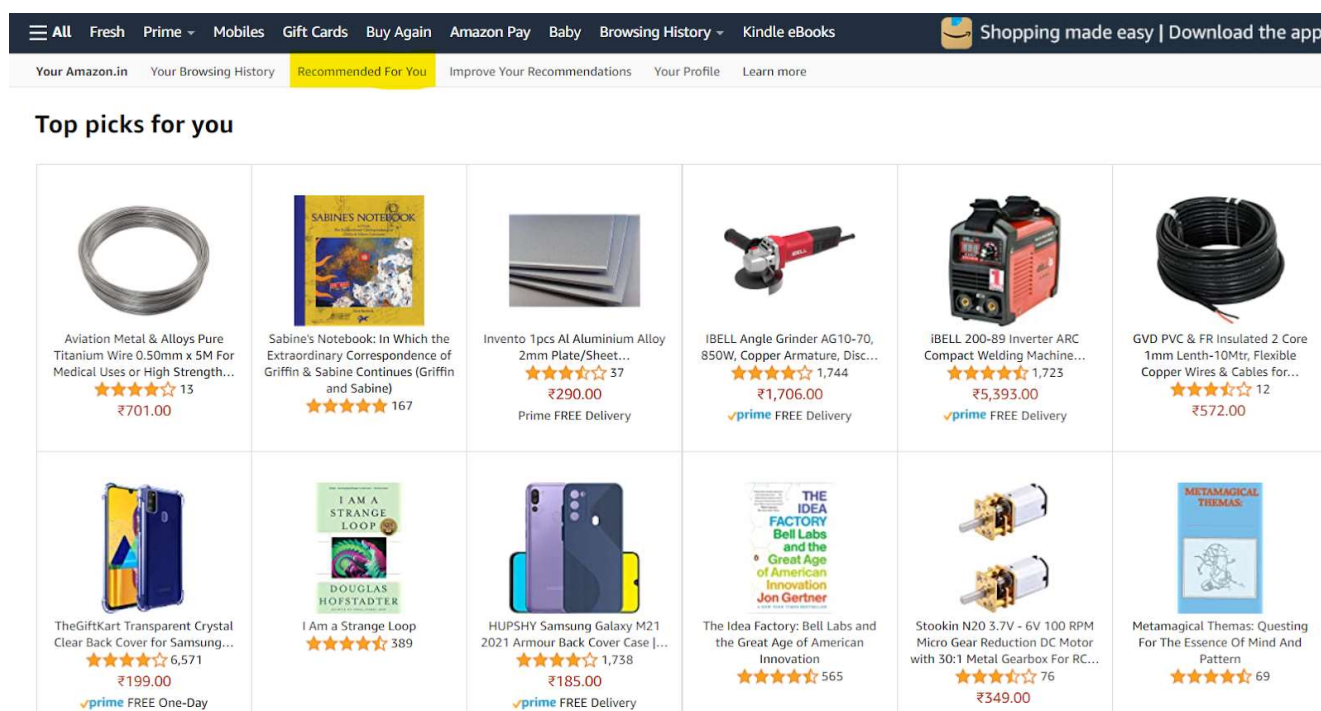 All Fresh Prime Mobiles Gift Cards Buy Again Amazon Pay Baby Browsing History Kindle eBooks Shopping made easy | Download the app
Your Amazon.in Your Browsing History Recommended For You Improve Your Recommendations Your Profile Learn more
Top picks for you
SABINE'S NOTEBOOK
Aviation Metal & Alloys Pure
Titanium Wire 0.50mm x 5M For
Medical Uses or High Strength...
13
₹701.00
Sabine's Notebook: In Which the
Extraordinary Correspondence of
Griffin & Sabine Continues (Griffin
and Sabine)
167
Invento 1pcs Al Aluminium Alloy
2mm Plate/Sheet...
37
₹290.00
Prime FREE Delivery
IBELL Angle Grinder AG10-70,
850W, Copper Armature, Disc...
1,744
₹1,706.00
prime FREE Delivery
iBELL 200-89 Inverter ARC
Compact Welding Machine...
1,723
₹5,393.00
prime FREE Delivery
GVD PVC & FR Insulated 2 Core
1mm Lenth-10Mtr, Flexible
Copper Wires & Cables for...
12
₹572.00
I AM A
STRANGE
LOOP
DOUGLAS
HOFSTADTER
THE
IDEA
FACTORY
Bell Labs
and the
Great Age
of American
Innovation
Jon Gertner
METAMAGICAL
THEMAS:
TheGiftKart Transparent Crystal
Clear Back Cover for Samsung...
6,571
₹199.00
prime FREE One-Day
I Am a Strange Loop
389
HUPSHY Samsung Galaxy M21
2021 Armour Back Cover Case |...
1,738
₹185.00
prime FREE Delivery
The Idea Factory: Bell Labs and
the Great Age of American
Innovation
565
Stookin N20 3.7V - 6V 100 RPM
Micro Gear Reduction DC Motor
with 30:1 Metal Gearbox For RC...
76
₹349.00
Metamagical Themas: Questing
For The Essence Of Mind And
Pattern
69